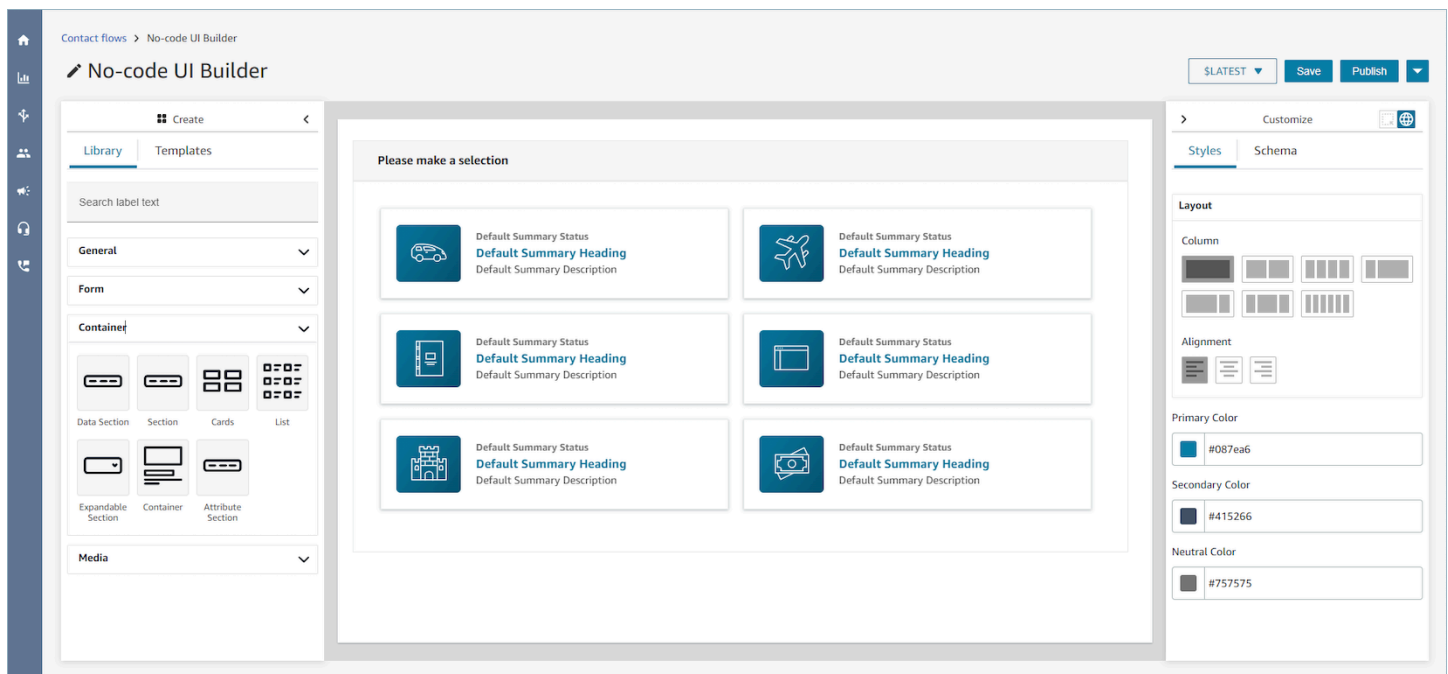 Contact flows > No-code UI Builder
No-code UI Builder
$LATEST
Save
Publish
Create
Library
Templates
Search label text
General
Form
Container
Data Section
Section
Cards
List
Expandable
Section
Container
Attribute
Section
Media
Please make a selection
Default Summary Status
Default Summary Heading
Default Summary Description
Default Summary Status
Default Summary Heading
Default Summary Description
Default Summary Status
Default Summary Heading
Default Summary Description
Default Summary Status
Default Summary Heading
Default Summary Description
Default Summary Status
Default Summary Heading
Default Summary Description
Default Summary Status
Default Summary Heading
Default Summary Description
Customize
Styles
Schema
Layout
Column
Alignment
Primary Color
#087ea6
Secondary Color
#415266
Neutral Color
#757575